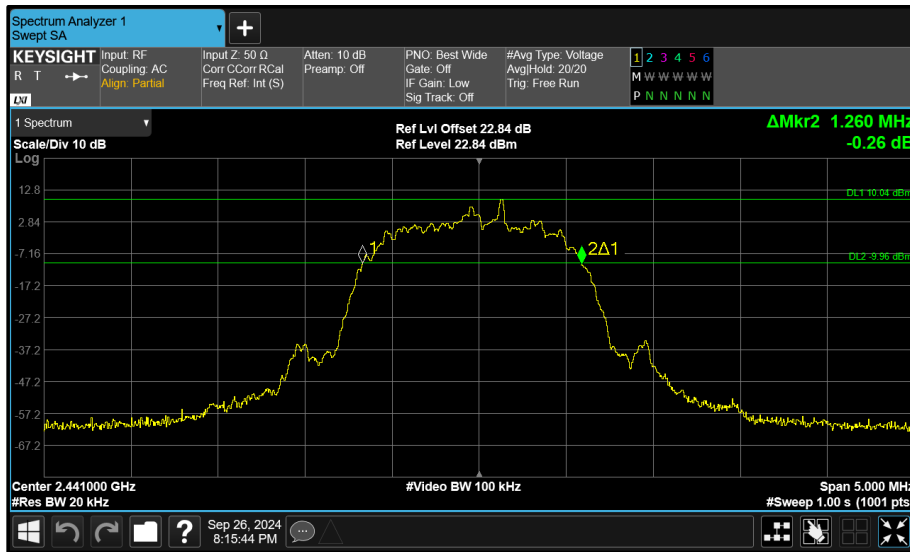 Spectrum Analyzer 1
Swept SA
KEYSIGHT
R T
LXI
Input: RF
Coupling: AC
Align: Partial
Input Z: 50 Ω
Corr CCorr RCal
Freq Ref: Int (S)
Atten: 10 dB
Preamp: Off
PNO: Best Wide
Gate: Off
IF Gain: Low
Sig Track: Off
#Avg Type: Voltage
Avg|Hold: 20/20
Trig: Free Run
1 2 3 4 5 6
M W W W W W
P N N N N N
1 Spectrum
Scale/Div 10 dB
Ref Lvl Offset 22.84 dB
Ref Level 22.84 dBm
ΔMkr2 1.260 MHz
-0.26 dB
Log
12.8
2.84
-7.16
-17.2
-27.2
-37.2
-47.2
-57.2
-67.2
DL1 10.04 dBm
1
2Δ1
DL2 -9.96 dBm
Center 2.441000 GHz
#Res BW 20 kHz
#Video BW 100 kHz
Span 5.000 MHz
#Sweep 1.00 s (1001 pts
?
Sep 26, 2024
8:15:44 PM